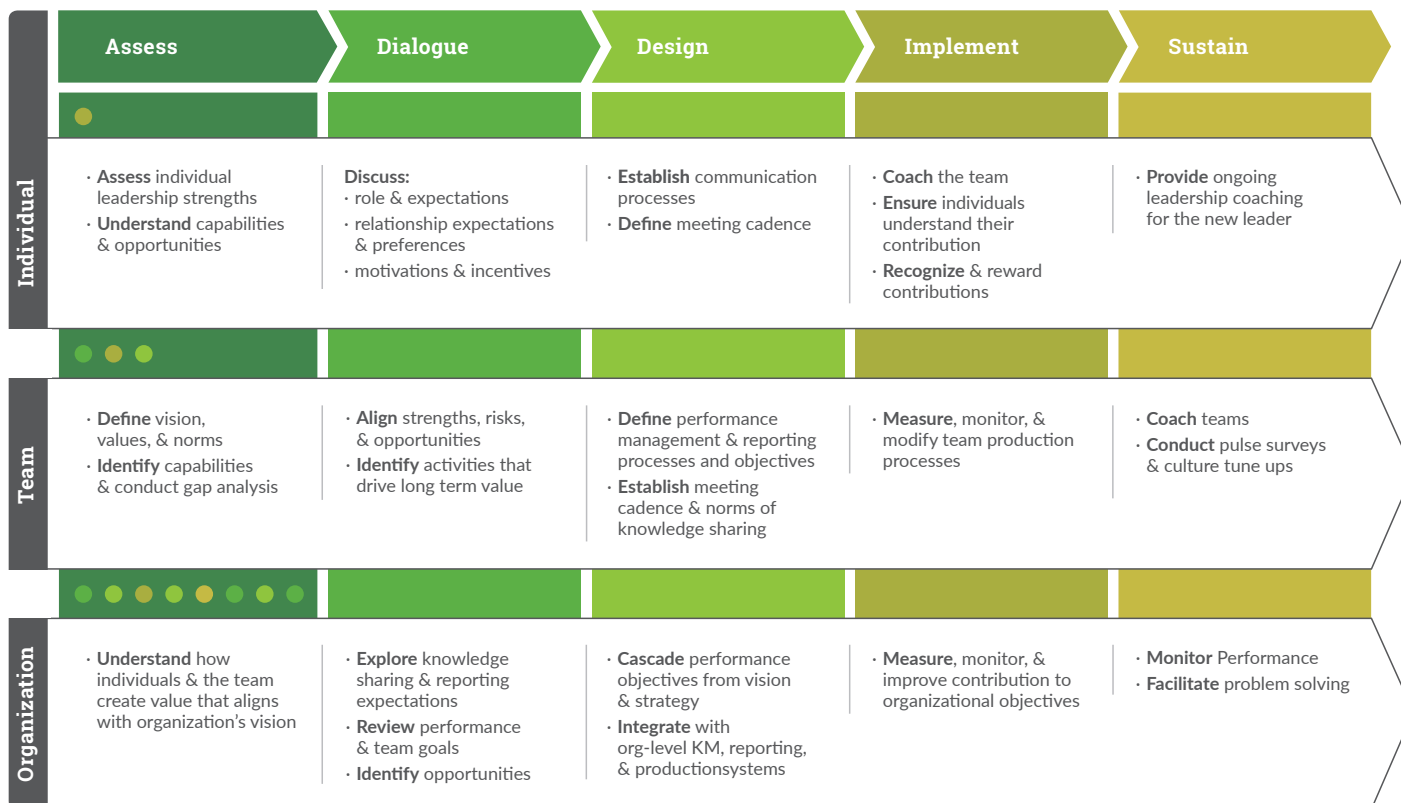 Assess
Dialogue
Design
Implement
Sustain
Individual
· Assess individual
leadership strengths
· Understand capabilities
& opportunities
Discuss:
· role & expectations
· relationship expectations
& preferences
· motivations & incentives
· Establish communication
processes
· Define meeting cadence
· Coach the team
· Ensure individuals
understand their
contribution
· Recognize & reward
contributions
· Provide ongoing
leadership coaching
for the new leader
Team
· Define vision,
values, & norms
· Identify capabilities
& conduct gap analysis
· Align strengths, risks,
& opportunities
· Identify activities that
drive long term value
· Define performance
management & reporting
processes and objectives
· Establish meeting
cadence & norms of
knowledge sharing
· Measure, monitor, &
modify team production
processes
· Coach teams
· Conduct pulse surveys
& culture tune ups
Organization
· Understand how
individuals & the team
create value that aligns
with organization’s vision
· Explore knowledge
sharing & reporting
expectations
· Review performance
& team goals
· Identify opportunities
· Cascade performance
objectives from vision
& strategy
· Integrate with
org-level KM, reporting,
& productionsystems
· Measure, monitor, &
improve contribution to
organizational objectives
· Monitor Performance
· Facilitate problem solving